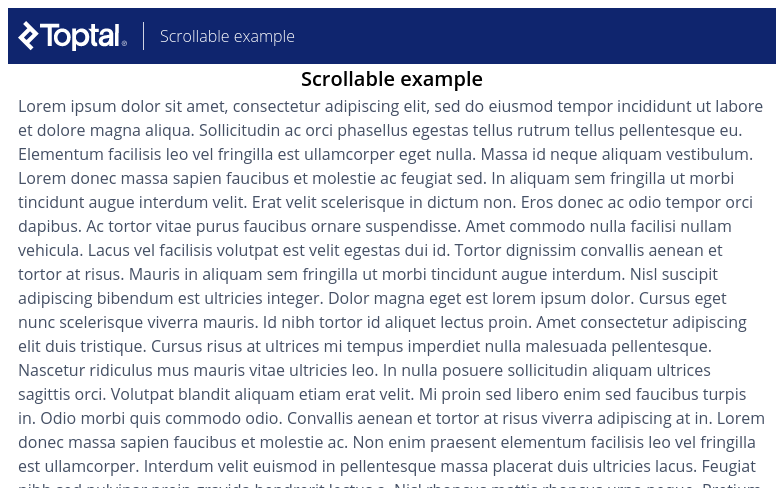 Toptal®
Scrollable example
Scrollable example
Lorem ipsum dolor sit amet, consectetur adipiscing elit, sed do eiusmod tempor incididunt ut labore
et dolore magna aliqua. Sollicitudin ac orci phasellus egestas tellus rutrum tellus pellentesque eu.
Elementum facilisis leo vel fringilla est ullamcorper eget nulla. Massa id neque aliquam vestibulum.
Lorem donec massa sapien faucibus et molestie ac feugiat sed. In aliquam sem fringilla ut morbi
tincidunt augue interdum velit. Erat velit scelerisque in dictum non. Eros donec ac odio tempor orci
dapibus. Ac tortor vitae purus faucibus ornare suspendisse. Amet commodo nulla facilisi nullam
vehicula. Lacus vel facilisis volutpat est velit egestas dui id. Tortor dignissim convallis aenean et
tortor at risus. Mauris in aliquam sem fringilla ut morbi tincidunt augue interdum. Nisl suscipit
adipiscing bibendum est ultricies integer. Dolor magna eget est lorem ipsum dolor. Cursus eget
nunc scelerisque viverra mauris. Id nibh tortor id aliquet lectus proin. Amet consectetur adipiscing
elit duis tristique. Cursus risus at ultrices mi tempus imperdiet nulla malesuada pellentesque.
Nascetur ridiculus mus mauris vitae ultricies leo. In nulla posuere sollicitudin aliquam ultrices
sagittis orci. Volutpat blandit aliquam etiam erat velit. Mi proin sed libero enim sed faucibus turpis
in. Odio morbi quis commodo odio. Convallis aenean et tortor at risus viverra adipiscing at in. Lorem
donec massa sapien faucibus et molestie ac. Non enim praesent elementum facilisis leo vel fringilla
est ullamcorper. Interdum velit euismod in pellentesque massa placerat duis ultricies lacus. Feugiat